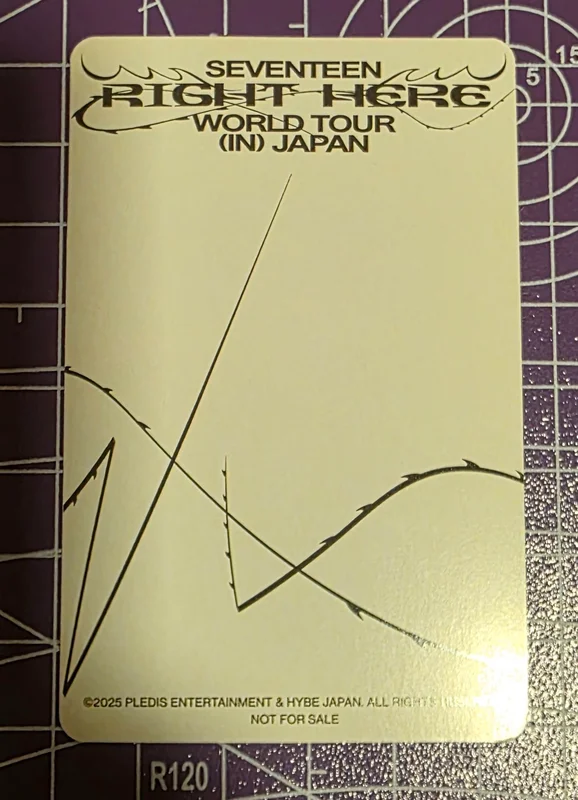 SEVENTEEN
RIGHT HERE
WORLD TOUR
(IN) JAPAN
©2025 PLEDIS ENTERTAINMENT & HYBE JAPAN. ALL RIGHTS
NOT FOR SALE
5
15
R120